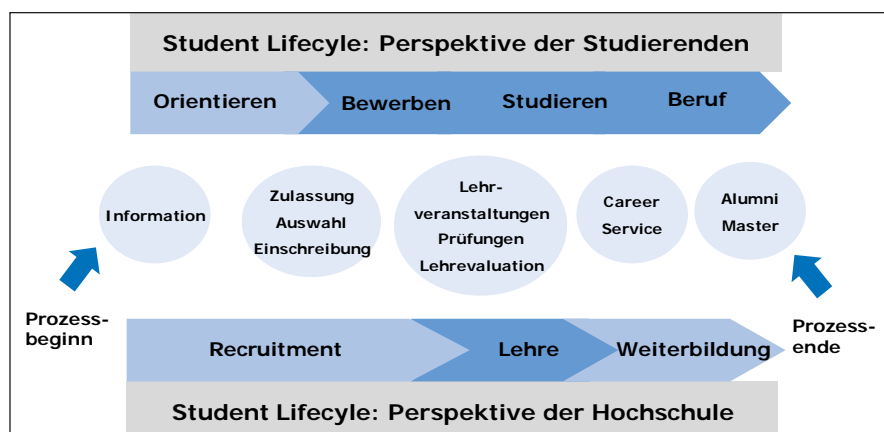 Student Lifecyle: Perspektive der Studierenden
Orientieren
Bewerben
Studieren
Beruf
Information
Zulassung
Auswahl
Einschreibung
Lehr-
veranstaltungen
Prüfungen
Lehrevaluation
Career
Service
Alumni
Master
Prozess-
beginn
Prozess-
ende
Recruitment
Lehre
Weiterbildung
Student Lifecyle: Perspektive der Hochschule